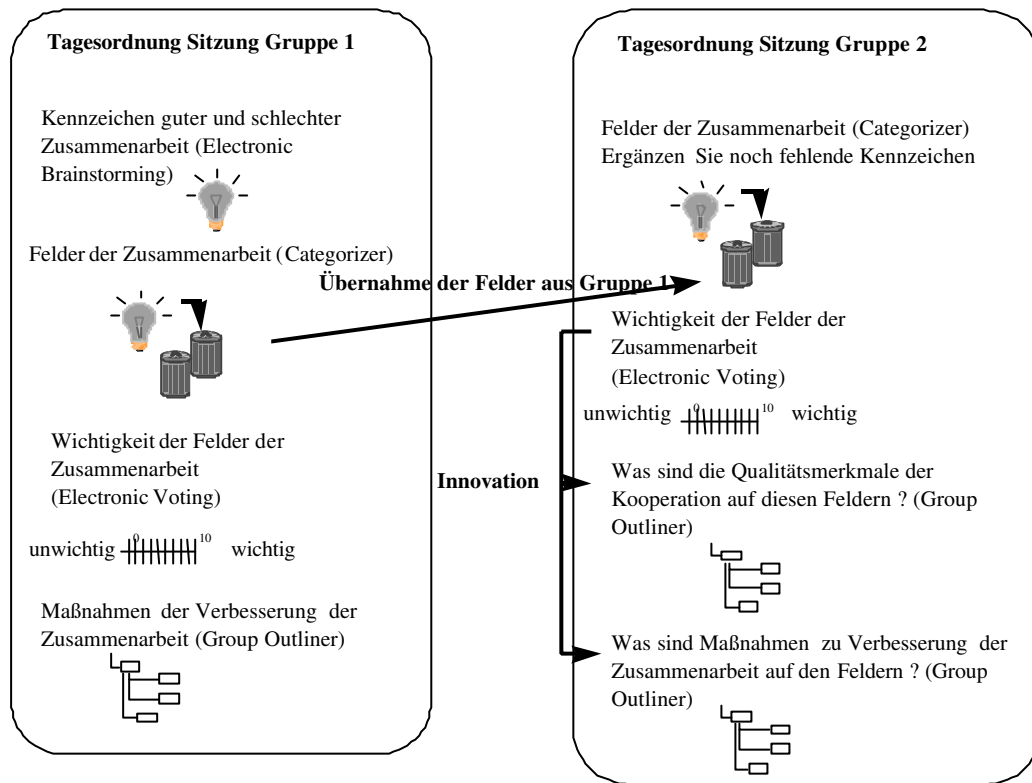 Tagesordnung Sitzung Gruppe 1
Kennzeichen guter und schlechter
Zusammenarbeit (Electronic
Brainstorming)
Felder der Zusammenarbeit (Categorizer)
Wichtigkeit der Felder der
Zusammenarbeit
(Electronic Voting)
unwichtig 0 10 wichtig
Maßnahmen der Verbesserung der
Zusammenarbeit (Group Outliner)
Übernahme der Felder aus Gruppe 1
Innovation
Tagesordnung Sitzung Gruppe 2
Felder der Zusammenarbeit (Categorizer)
Ergänzen Sie noch fehlende Kennzeichen
Wichtigkeit der Felder der
Zusammenarbeit
(Electronic Voting)
unwichtig 0 10 wichtig
Was sind die Qualitätsmerkmale der
Kooperation auf diesen Feldern ? (Group
Outliner)
Was sind Maßnahmen zu Verbesserung der
Zusammenarbeit auf den Feldern ? (Group
Outliner)